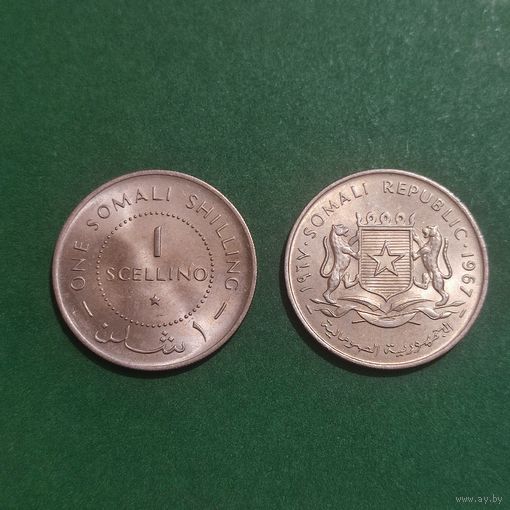 ONE SOMALI SHILLING
1
SCELLINO
١ شلن
١٩٦٧ · SOMALI REPUBLIC · 1967
الجمهورية الصومالية
www.ay.by